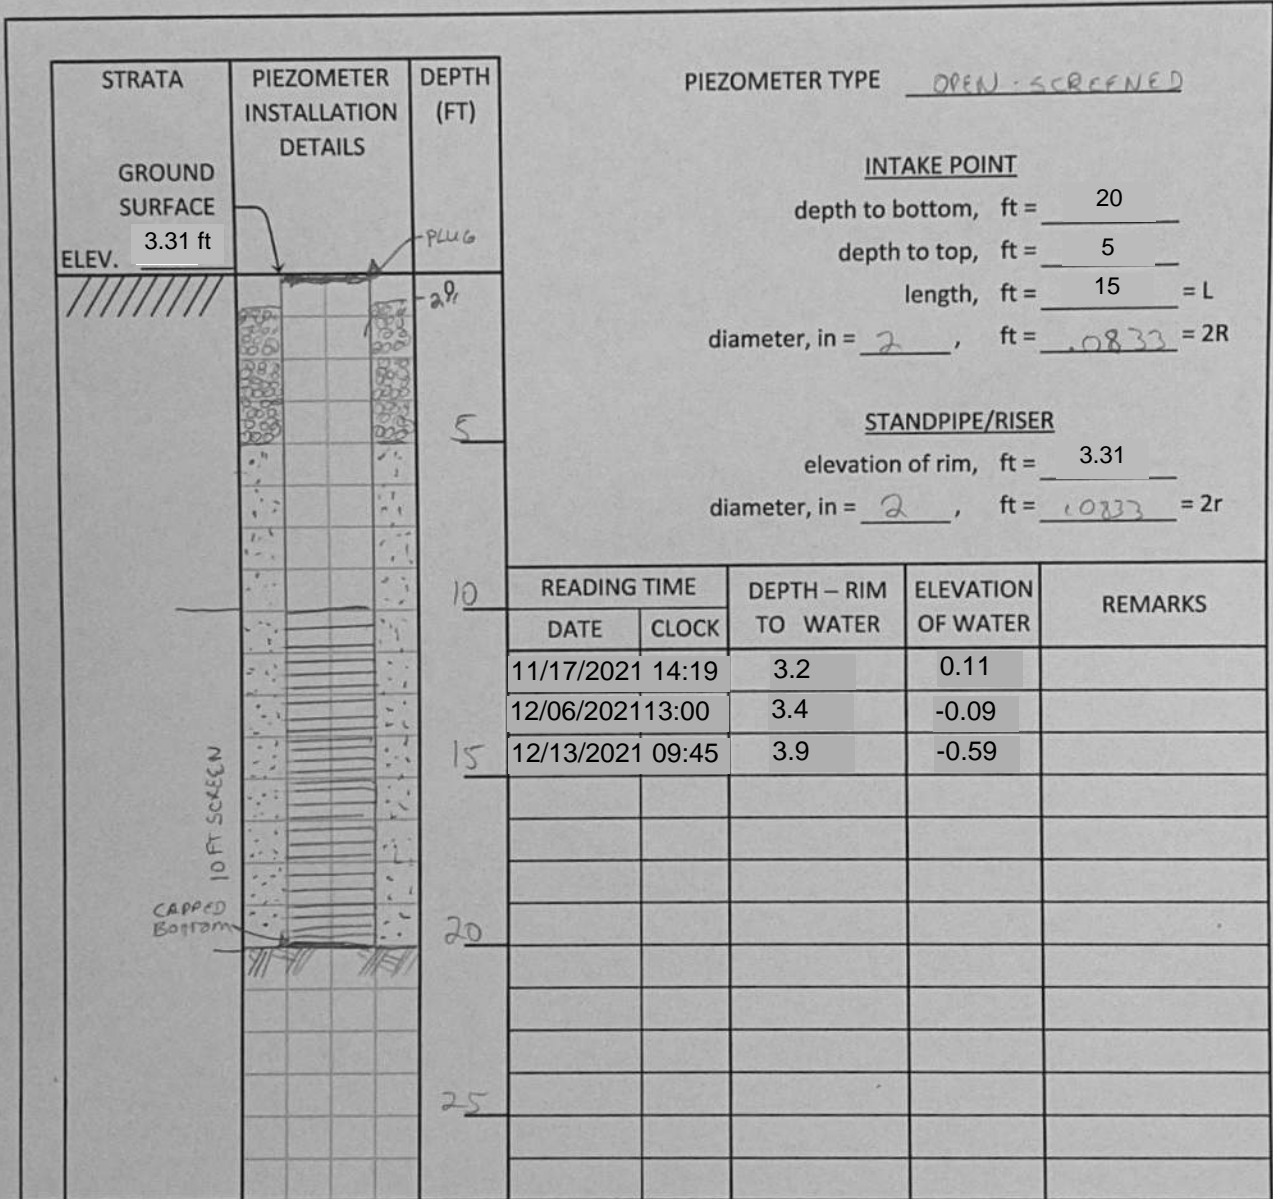 STRATA
PIEZOMETER
INSTALLATION
DETAILS
DEPTH
(FT)
GROUND
SURFACE
ELEV. 3.31 ft
PLUG
5
10
15
20
25
10 FT SCREEN
CAPPED
Bottom
PIEZOMETER TYPE OPEN - SCREENED
INTAKE POINT
depth to bottom, ft = 20
depth to top, ft = 5
length, ft = 15 = L
diameter, in = 2 , ft = .0833 = 2R
STANDPIPE/RISER
elevation of rim, ft = 3.31
diameter, in = 2 , ft = .0833 = 2r
READING TIME
DATE CLOCK
DEPTH – RIM
TO WATER
ELEVATION
OF WATER
REMARKS
11/17/2021 14:19 3.2 0.11
12/06/2021 13:00 3.4 -0.09
12/13/2021 09:45 3.9 -0.59